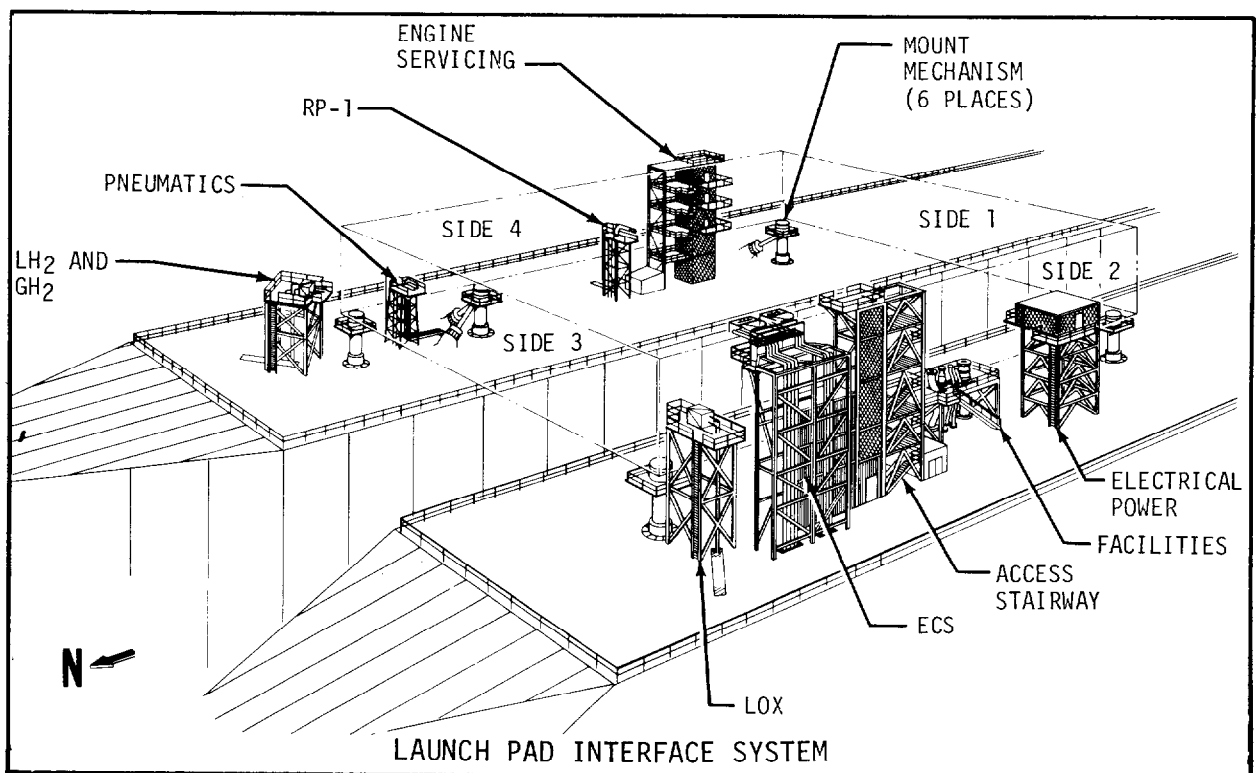 ENGINE
SERVICING
MOUNT
MECHANISM
(6 PLACES)
RP-1
PNEUMATICS
SIDE 4
SIDE 1
LH2 AND
GH2
SIDE 2
SIDE 3
ELECTRICAL
POWER
FACILITIES
ACCESS
STAIRWAY
ECS
N
LOX
LAUNCH PAD INTERFACE SYSTEM